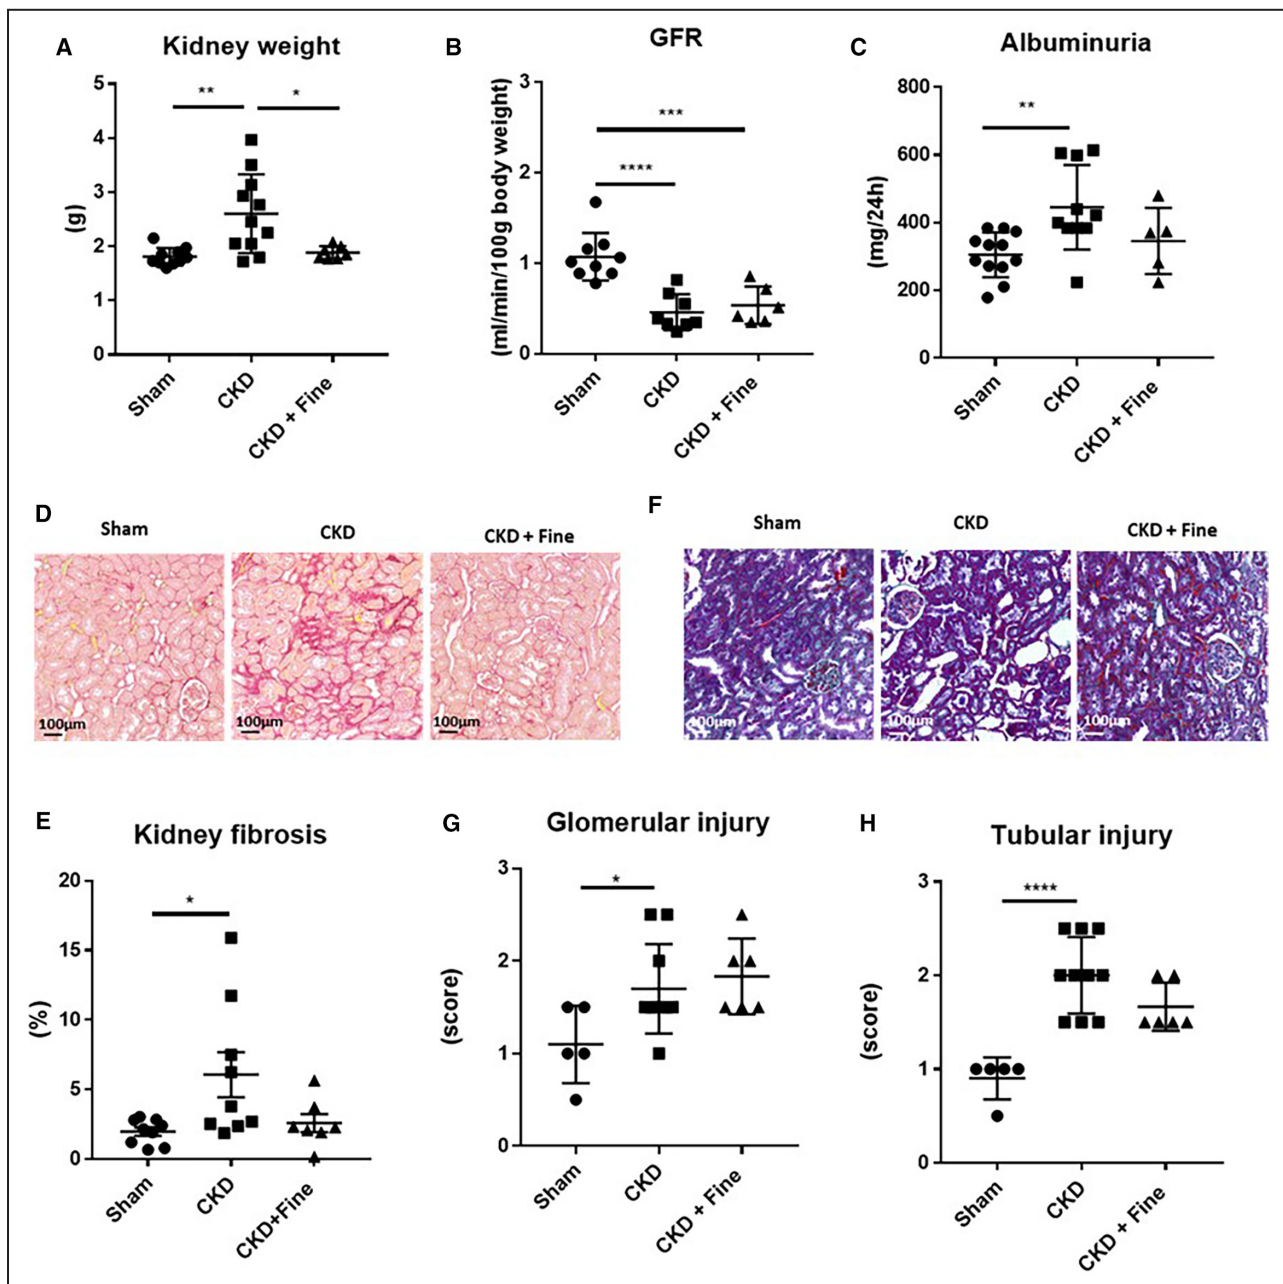 A
Kidney weight
**
*
5
4
3
2
1
0
(g)
Sham
CKD
CKD + Fine
B
GFR
***
****
3
2
1
0
(ml/min/100g body weight)
Sham
CKD
CKD + Fine
C
Albuminuria
**
800
600
400
200
0
(mg/24h)
Sham
CKD
CKD + Fine
D
Sham
CKD
CKD + Fine
100µm
100µm
100µm
F
Sham
CKD
CKD + Fine
100µm
100µm
100µm
E
Kidney fibrosis
*
20
15
10
5
0
(%)
Sham
CKD
CKD+Fine
G
Glomerular injury
*
3
2
1
0
(score)
Sham
CKD
CKD + Fine
H
Tubular injury
****
3
2
1
0
(score)
Sham
CKD
CKD + Fine